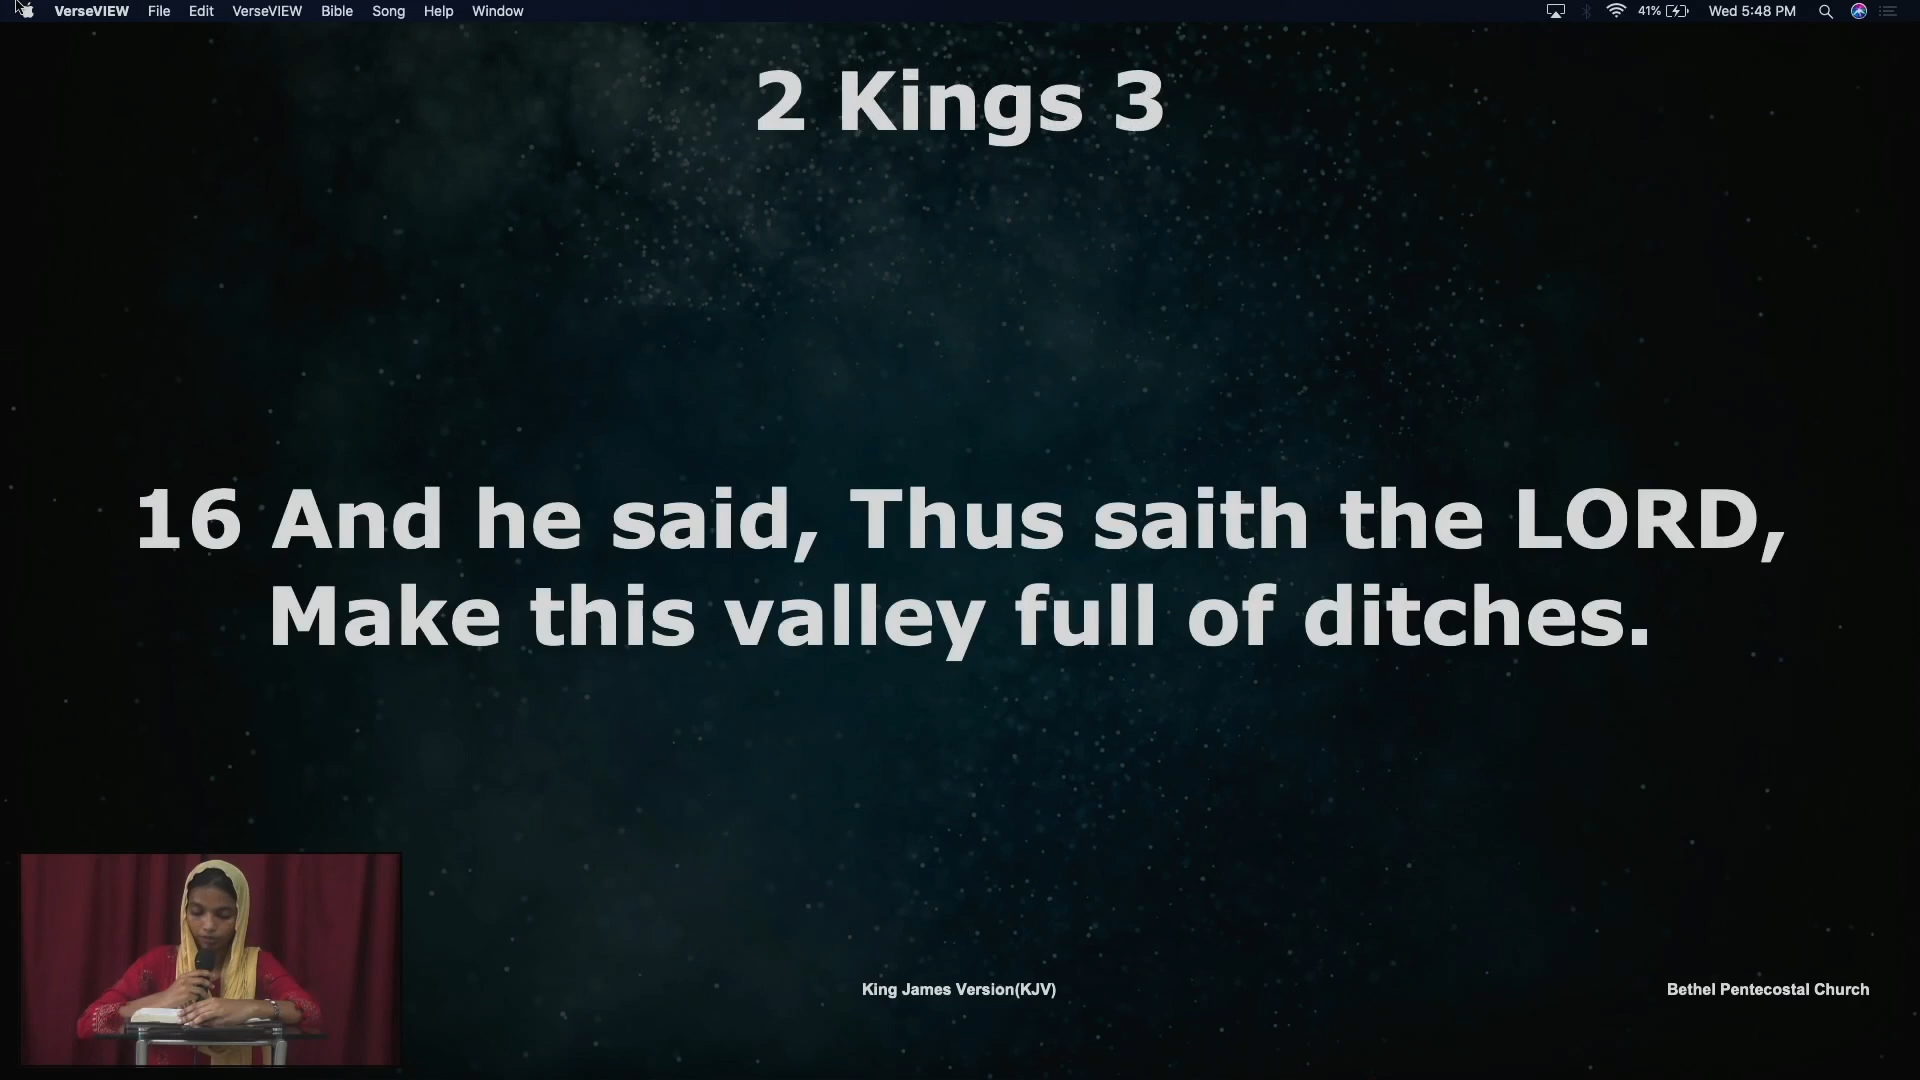 VerseVIEW File Edit VerseVIEW Bible Song Help Window 41% Wed 5:48 PM
2 Kings 3
16 And he said, Thus saith the LORD,
Make this valley full of ditches.
King James Version(KJV)
Bethel Pentecostal Church